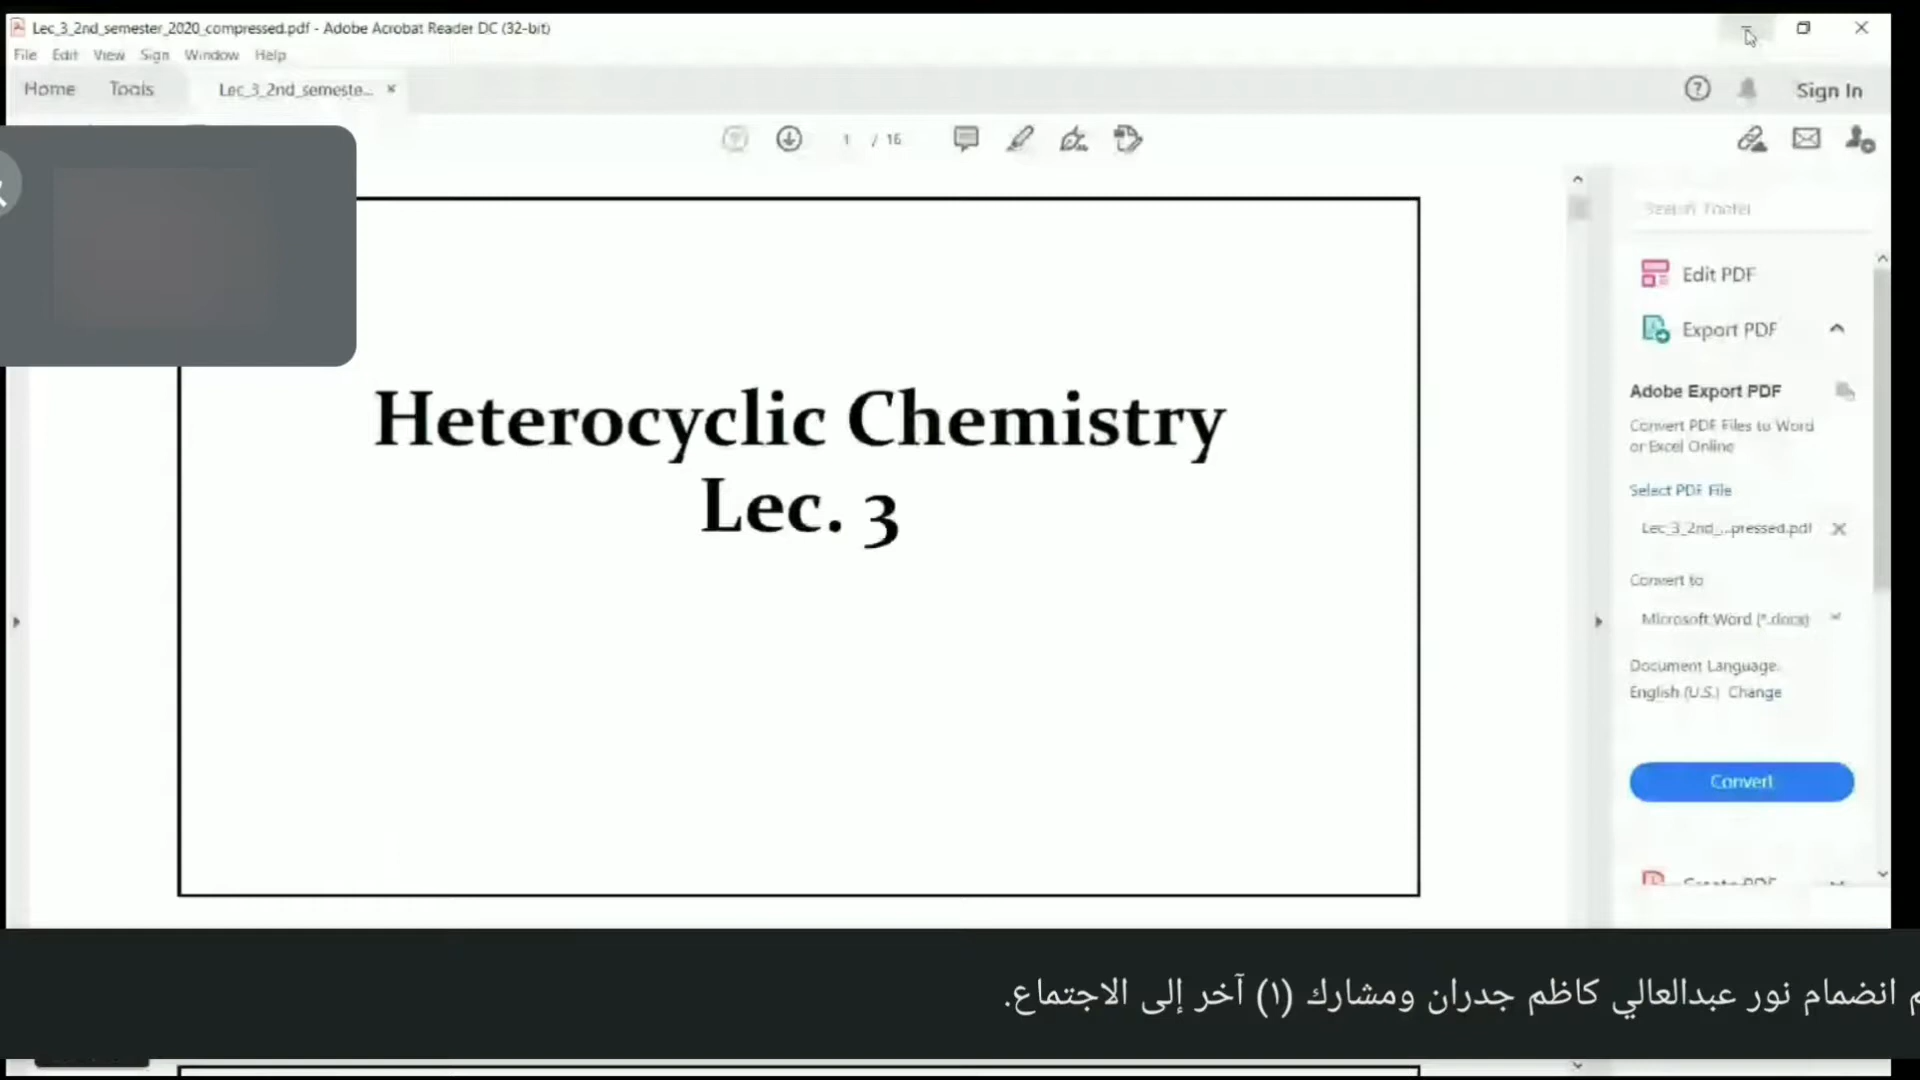 Lec_3_2nd_semester_2020_compressed.pdf - Adobe Acrobat Reader DC (32-bit)
File Edit View Sign Window Help
Home Tools Lec_3_2nd_semeste... ×
Sign In
1 / 16
Edit PDF
Export PDF
Heterocyclic Chemistry
Lec. 3
Adobe Export PDF
Convert PDF Files to Word
or Excel Online
Select PDF File
Lec_3_2nd_...pressed.pdf
Convert to
Microsoft Word (*.docx)
Document Language:
English (U.S.) Change
Convert
Create PDF
م انضمام نور عبدالعالي كاظم جدران ومشارك (١) آخر إلى الاجتماع.